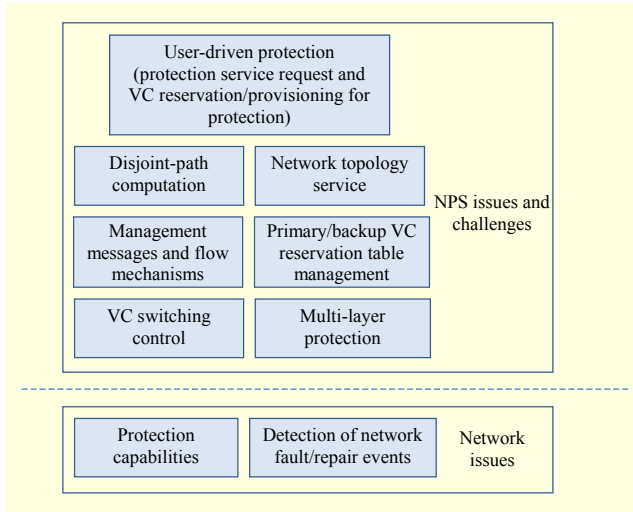 User-driven protection
(protection service request and
VC reservation/provisioning for
protection)
Disjoint-path
computation
Network topology
service
Management
messages and flow
mechanisms
Primary/backup VC
reservation table
management
VC switching
control
Multi-layer
protection
NPS issues and
challenges
Protection
capabilities
Detection of network
fault/repair events
Network
issues